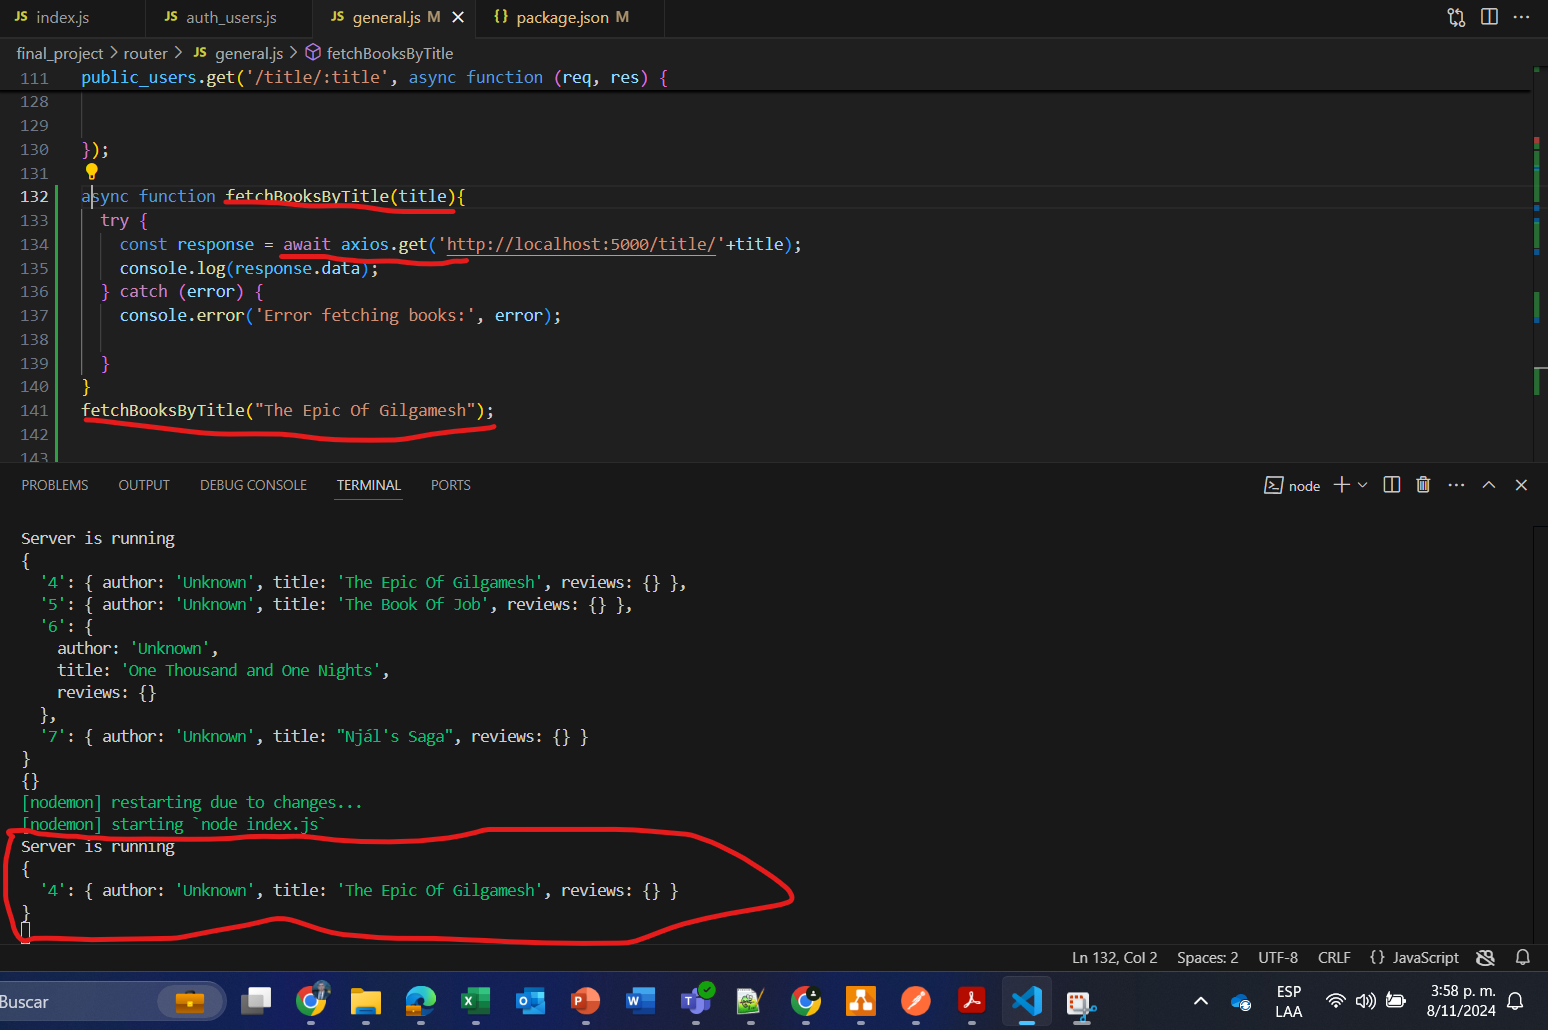 JS index.js JS auth_users.js JS general.js M {} package.json M
final_project router JS general.js fetchBooksByTitle
111 public_users.get('/title/:title', async function (req, res) {
128
129
130 });
131
132 async function fetchBooksByTitle(title){
133 try {
134 const response = await axios.get('http://localhost:5000/title/'+title);
135 console.log(response.data);
136 } catch (error) {
137 console.error('Error fetching books:', error);
138
139 }
140 }
141 fetchBooksByTitle("The Epic Of Gilgamesh");
142
143
PROBLEMS OUTPUT DEBUG CONSOLE TERMINAL PORTS node
Server is running
{
'4': { author: 'Unknown', title: 'The Epic Of Gilgamesh', reviews: {} },
'5': { author: 'Unknown', title: 'The Book Of Job', reviews: {} },
'6': {
author: 'Unknown',
title: 'One Thousand and One Nights',
reviews: {}
},
'7': { author: 'Unknown', title: "Njál's Saga", reviews: {} }
}
{}
[nodemon] restarting due to changes...
[nodemon] starting `node index.js`
Server is running
{
'4': { author: 'Unknown', title: 'The Epic Of Gilgamesh', reviews: {} }
}
Ln 132, Col 2 Spaces: 2 UTF-8 CRLF {} JavaScript
Buscar
ESP
LAA
3:58 p. m.
8/11/2024